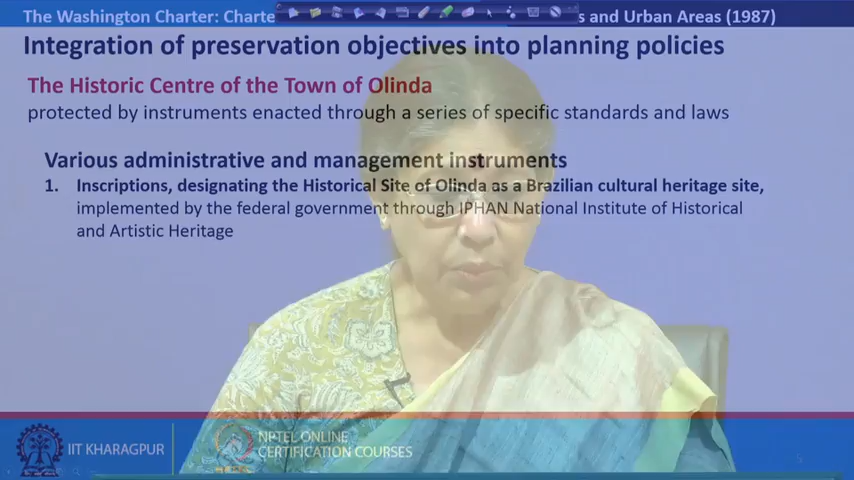 The Washington Charter: Charte s and Urban Areas (1987)
Integration of preservation objectives into planning policies
The Historic Centre of the Town of Olinda
protected by instruments enacted through a series of specific standards and laws
Various administrative and management instruments
1. Inscriptions, designating the Historical Site of Olinda as a Brazilian cultural heritage site,
implemented by the federal government through IPHAN National Institute of Historical
and Artistic Heritage
IIT KHARAGPUR
NPTEL ONLINE
CERTIFICATION COURSES
5